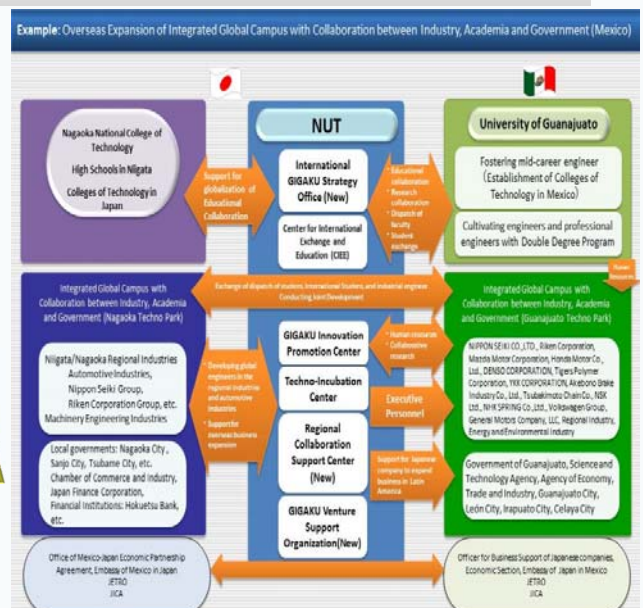 Example: Overseas Expansion of Integrated Global Campus with Collaboration between Industry, Academia and Government (Mexico)
Nagaoka National College of
Technology
High Schools in Niigata
Colleges of Technology in
Japan
Support for
globalization of
Educational
Collaboration
NUT
International
GIGAKU Strategy
Office (New)
Center for International
Exchange and
Education (CIEE)
* Educational
collaboration
* Research
collaboration
* Dispatch of
faculty
* Student
exchange
University of Guanajuato
Fostering mid-career engineer
(Establishment of Colleges of
Technology in Mexico)
Cultivating engineers and professional
engineers with Double Degree Program
Human
Resources
Exchange of dispatch of student, International Student, and industrial engineer
Conducting Joint Development
Integrated Global Campus with
Collaboration between Industry, Academia
and Government (Nagaoka Techno Park)
Niigata/Nagaoka Regional Industries
Automotive Industries,
Nippon Seiki Group,
Riken Corporation Group, etc.
Machinery Engineering Industries
Local governments: Nagaoka City,
Sanjo City, Tsubame City, etc.
Chamber of Commerce and Industry,
Japan Finance Corporation,
Financial Institutions: Hokuetsu Bank,
etc.
* Developing global
engineers in the
regional industries
and automotive
industries
* Support for
overseas business
expansion
GIGAKU Innovation
Promotion Center
Techno-Incubation
Center
Regional
Collaboration
Support Center
(New)
GIGAKU Venture
Support
Organization(New)
* Human resources
* Collaborative
research
Executive
Personnel
Support for Japanese
company to expand
business in Latin
America
Integrated Global Campus with
Collaboration between Industry, Academia
and Government (Guanajuato Techno Park)
NIPPON SEIKI CO.,LTD., Riken Corporation,
Mazda Motor Corporation, Honda Motor Co.,
Ltd., DENSO CORPORATION, Tigers Polymer
Corporation, YKK CORPORATION, Akebono Brake
Industry Co., Ltd., Tsubakimoto Chain Co., NSK
Ltd., NHK SPRING Co.,Ltd., Volkswagen Group,
General Motors Company, LLC, Regional Industry,
Energy and Environmental Industry
Government of Guanajuato, Science and
Technology Agency, Agency of Economy,
Trade and Industry, Guanajuato City,
León City, Irapuato City, Celaya City
Office of Mexico-Japan Economic Partnership
Agreement, Embassy of Mexico in Japan
JETRO
JICA
Officer for Business Support of Japanese companies,
Economic Section, Embassy of Japan in Mexico
JETRO
JICA